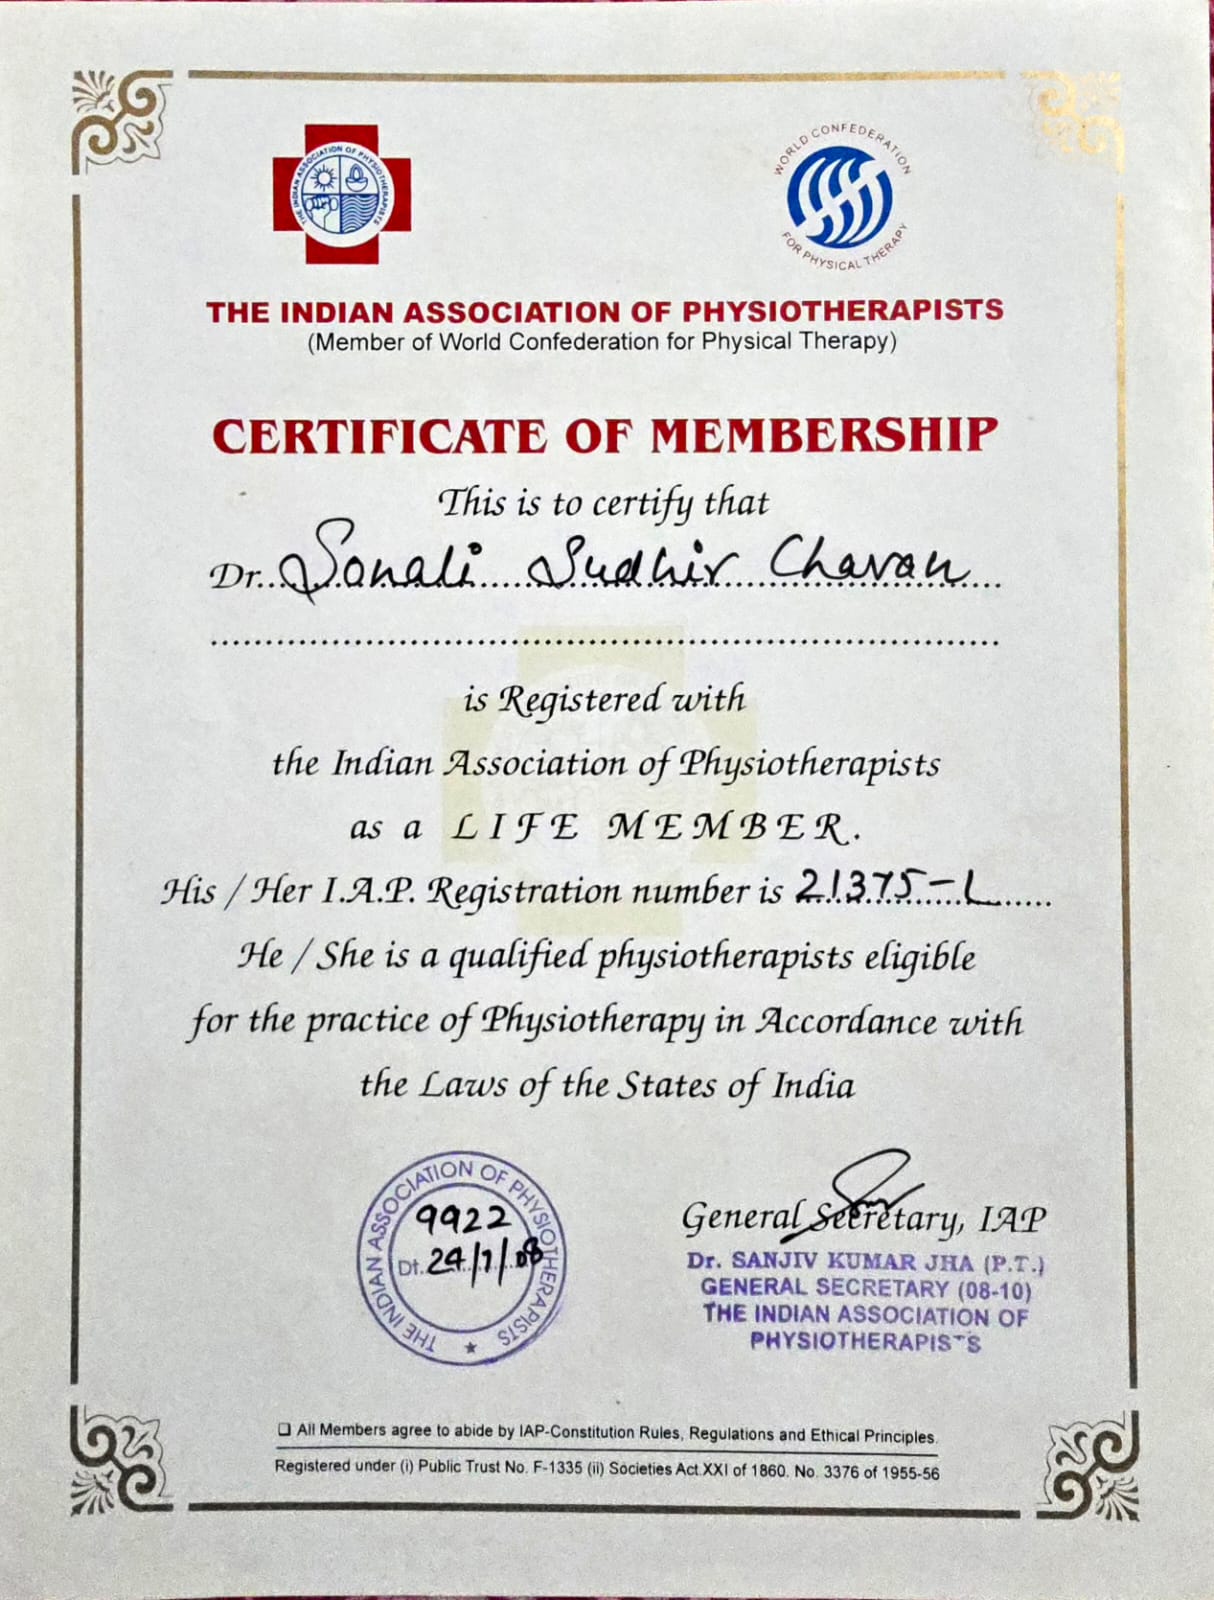 THE INDIAN ASSOCIATION OF PHYSIOTHERAPISTS
WORLD CONFEDERATION
FOR PHYSICAL THERAPY
THE INDIAN ASSOCIATION OF PHYSIOTHERAPISTS
(Member of World Confederation for Physical Therapy)
CERTIFICATE OF MEMBERSHIP
This is to certify that
Dr. Sonali Sudhir Chavan
is Registered with
the Indian Association of Physiotherapists
as a LIFE MEMBER.
His / Her I.A.P. Registration number is 21375-L
He / She is a qualified physiotherapists eligible
for the practice of Physiotherapy in Accordance with
the Laws of the States of India
THE INDIAN ASSOCIATION OF PHYSIOTHERAPISTS
9922
Dt. 24/7/08
General Secretary, IAP
Dr. SANJIV KUMAR JHA (P.T.)
GENERAL SECRETARY (08-10)
THE INDIAN ASSOCIATION OF
PHYSIOTHERAPISTS
❑ All Members agree to abide by IAP-Constitution Rules, Regulations and Ethical Principles.
Registered under (i) Public Trust No. F-1335 (ii) Societies Act.XXI of 1860. No. 3376 of 1955-56